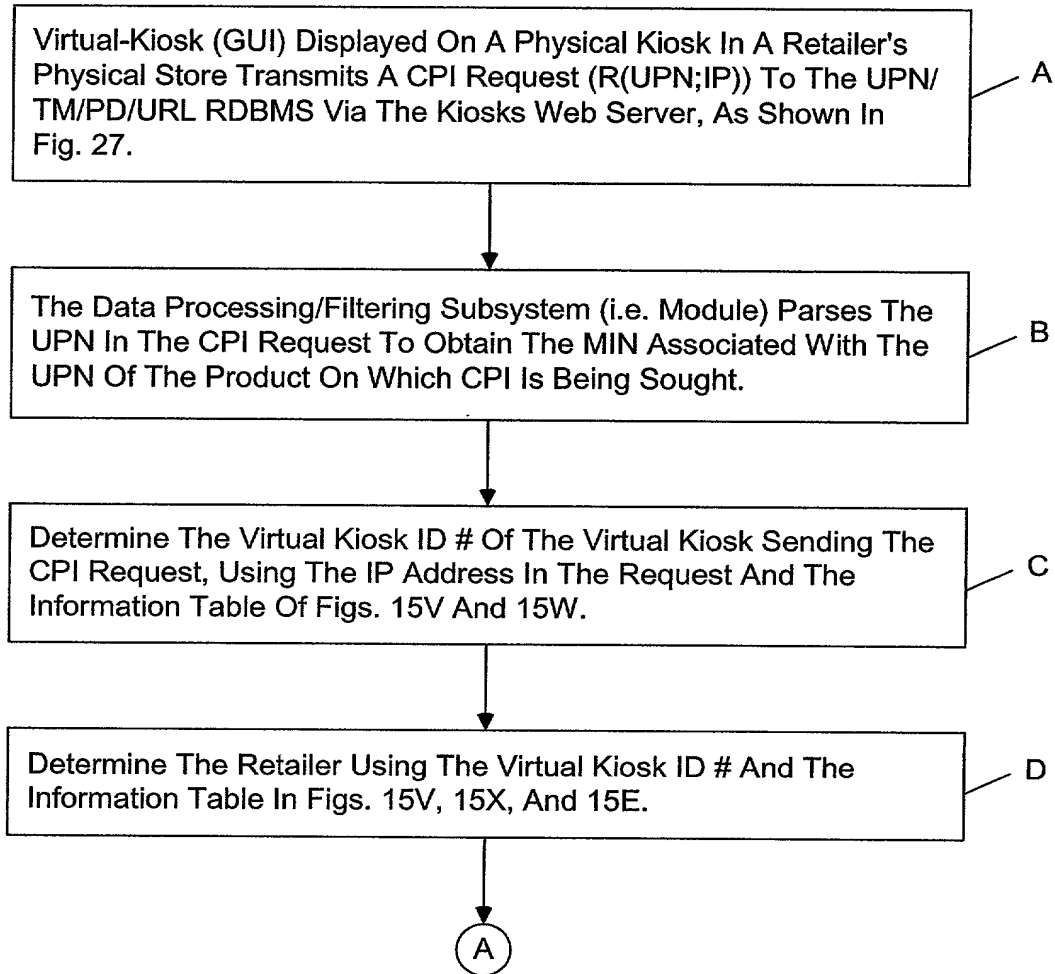 Virtual-Kiosk (GUI) Displayed On A Physical Kiosk In A Retailer's
Physical Store Transmits A CPI Request (R(UPN;IP)) To The UPN/
TM/PD/URL RDBMS Via The Kiosks Web Server, As Shown In
Fig. 27.
A
The Data Processing/Filtering Subsystem (i.e. Module) Parses The
UPN In The CPI Request To Obtain The MIN Associated With The
UPN Of The Product On Which CPI Is Being Sought.
B
Determine The Virtual Kiosk ID # Of The Virtual Kiosk Sending The
CPI Request, Using The IP Address In The Request And The
Information Table Of Figs. 15V And 15W.
C
Determine The Retailer Using The Virtual Kiosk ID # And The
Information Table In Figs. 15V, 15X, And 15E.
D
A